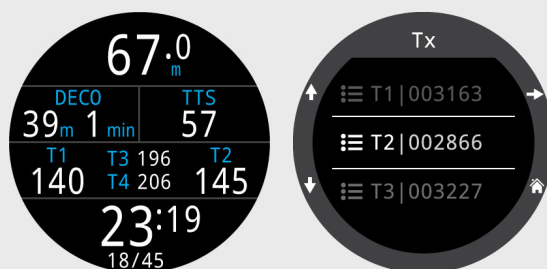 67.0
m
DECO TTS
39m 1 min 57
T1 T3 196 T2
140 T4 206 145
23:19
18/45
Tx
T1|003163
T2|002866
T3|003227